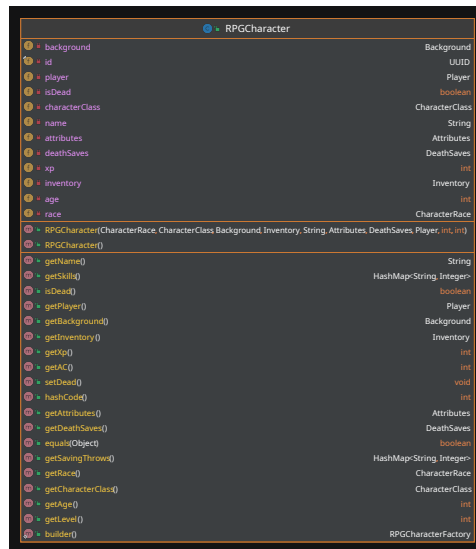 RPGCharacter
background Background
id UUID
player Player
isDead boolean
characterClass CharacterClass
name String
attributes Attributes
deathSaves DeathSaves
xp int
inventory Inventory
age int
race CharacterRace
RPGCharacter(CharacterRace, CharacterClass, Background, Inventory, String, Attributes, DeathSaves, Player, int, int)
RPGCharacter()
getName() String
getSkills() HashMap<String, Integer>
isDead() boolean
getPlayer() Player
getBackground() Background
getInventory() Inventory
getXp() int
getAC() int
setDead() void
hashCode() int
getAttributes() Attributes
getDeathSaves() DeathSaves
equals(Object) boolean
getSavingThrows() HashMap<String, Integer>
getRace() CharacterRace
getCharacterClass() CharacterClass
getAge() int
getLevel() int
builder() RPGCharacterFactory